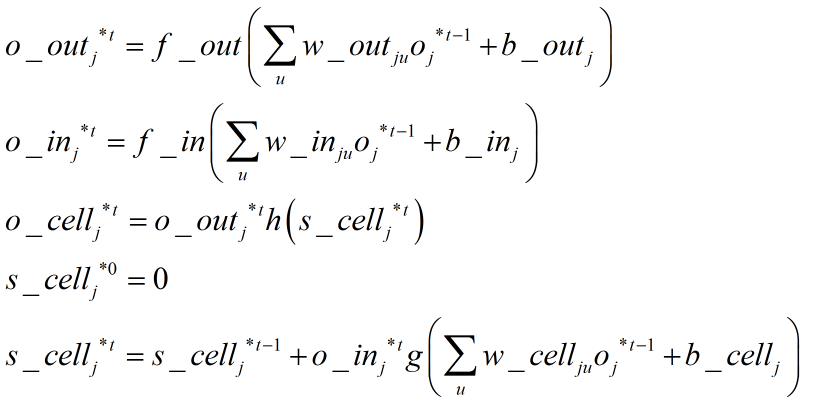 o_out_j^{*t} = f_out(∑_u w_out_{ju} o_j^{*t-1} + b_out_j)
o_in_j^{*t} = f_in(∑_u w_in_{ju} o_j^{*t-1} + b_in_j)
o_cell_j^{*t} = o_out_j^{*t} h(s_cell_j^{*t})
s_cell_j^{*0} = 0
s_cell_j^{*t} = s_cell_j^{*t-1} + o_in_j^{*t} g(∑_u w_cell_{ju} o_j^{*t-1} + b_cell_j)